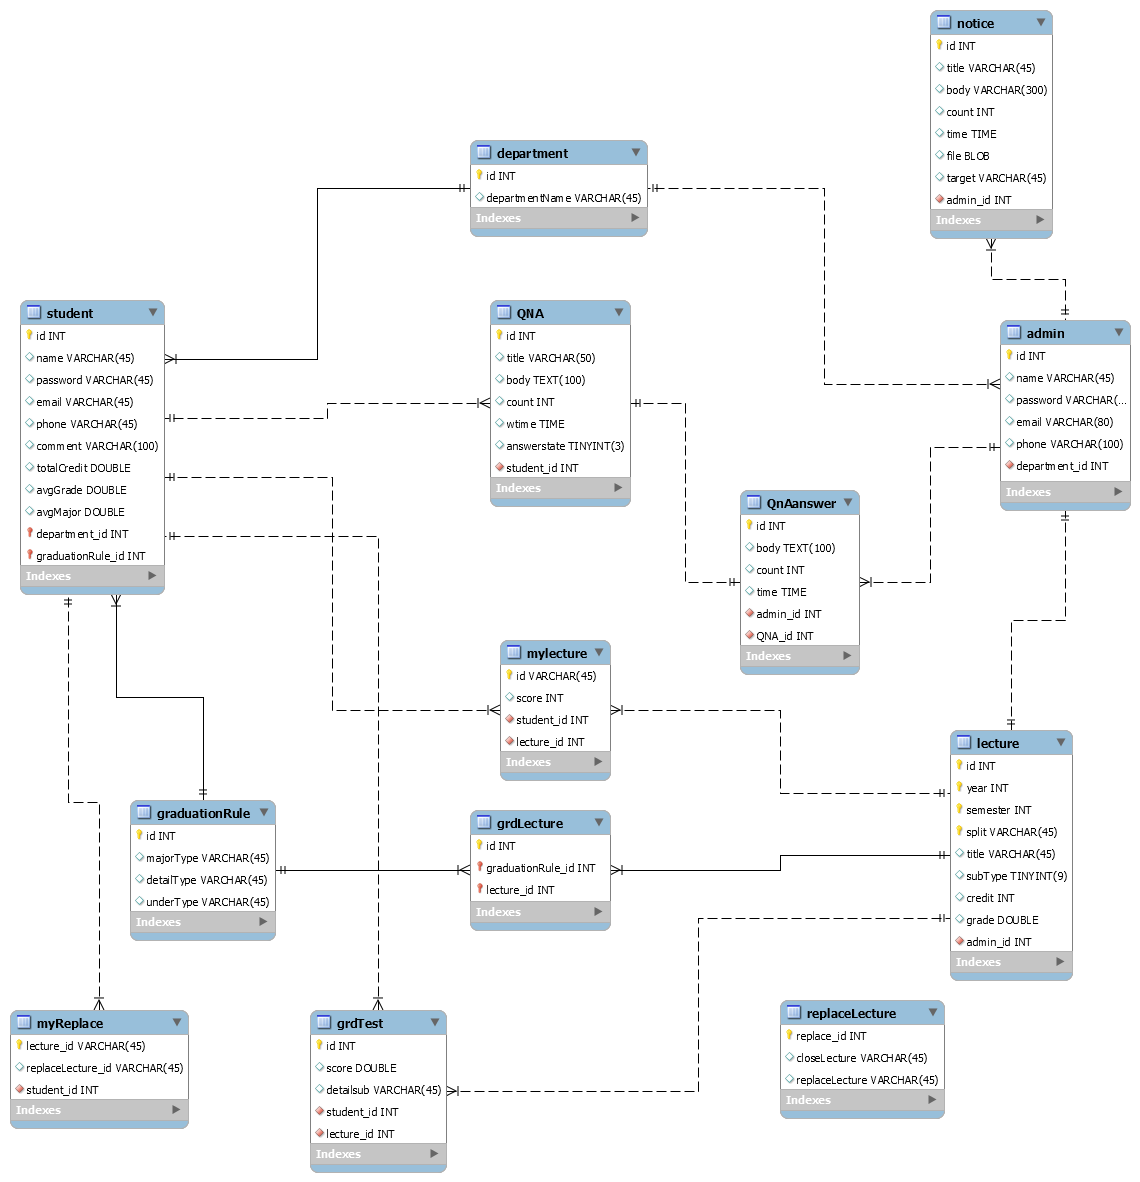 notice
id INT
title VARCHAR(45)
body VARCHAR(300)
count INT
time TIME
file BLOB
target VARCHAR(45)
admin_id INT
Indexes
department
id INT
departmentName VARCHAR(45)
Indexes
student
id INT
name VARCHAR(45)
password VARCHAR(45)
email VARCHAR(45)
phone VARCHAR(45)
comment VARCHAR(100)
totalCredit DOUBLE
avgGrade DOUBLE
avgMajor DOUBLE
department_id INT
graduationRule_id INT
Indexes
QNA
id INT
title VARCHAR(50)
body TEXT(100)
count INT
wtime TIME
answerstate TINYINT(3)
student_id INT
Indexes
admin
id INT
name VARCHAR(45)
password VARCHAR(...
email VARCHAR(80)
phone VARCHAR(100)
department_id INT
Indexes
QnAanswer
id INT
body TEXT(100)
count INT
time TIME
admin_id INT
QNA_id INT
Indexes
mylecture
id VARCHAR(45)
score INT
student_id INT
lecture_id INT
Indexes
lecture
id INT
year INT
semester INT
split VARCHAR(45)
title VARCHAR(45)
subType TINYINT(9)
credit INT
grade DOUBLE
admin_id INT
Indexes
graduationRule
id INT
majorType VARCHAR(45)
detailType VARCHAR(45)
underType VARCHAR(45)
Indexes
grdLecture
id INT
graduationRule_id INT
lecture_id INT
Indexes
myReplace
lecture_id VARCHAR(45)
replaceLecture_id VARCHAR(45)
student_id INT
Indexes
grdTest
id INT
score DOUBLE
detailsub VARCHAR(45)
student_id INT
lecture_id INT
Indexes
replaceLecture
replace_id INT
closeLecture VARCHAR(45)
replaceLecture VARCHAR(45)
Indexes